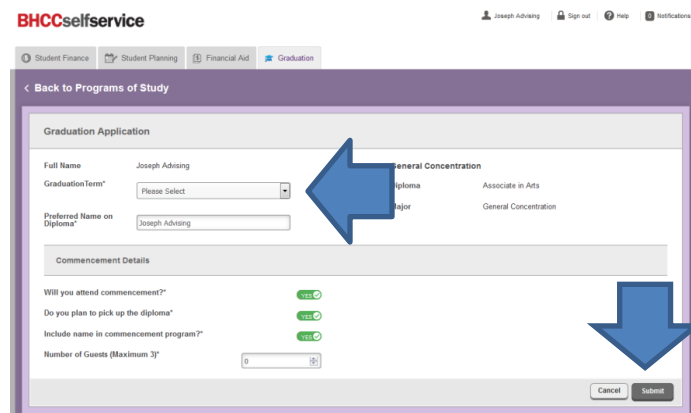 BHCCselfservice
Joseph Advising Sign out ? Help 0 Notifications
Student Finance Student Planning Financial Aid Graduation
< Back to Programs of Study
Graduation Application
Full Name Joseph Advising
GraduationTerm* Please Select
Preferred Name on
Diploma* Joseph Advising
General Concentration
Diploma Associate in Arts
Major General Concentration
Commencement Details
Will you attend commencement?* YES
Do you plan to pick up the diploma* YES
Include name in commencement program?* YES
Number of Guests (Maximum 3)* 0
Cancel Submit